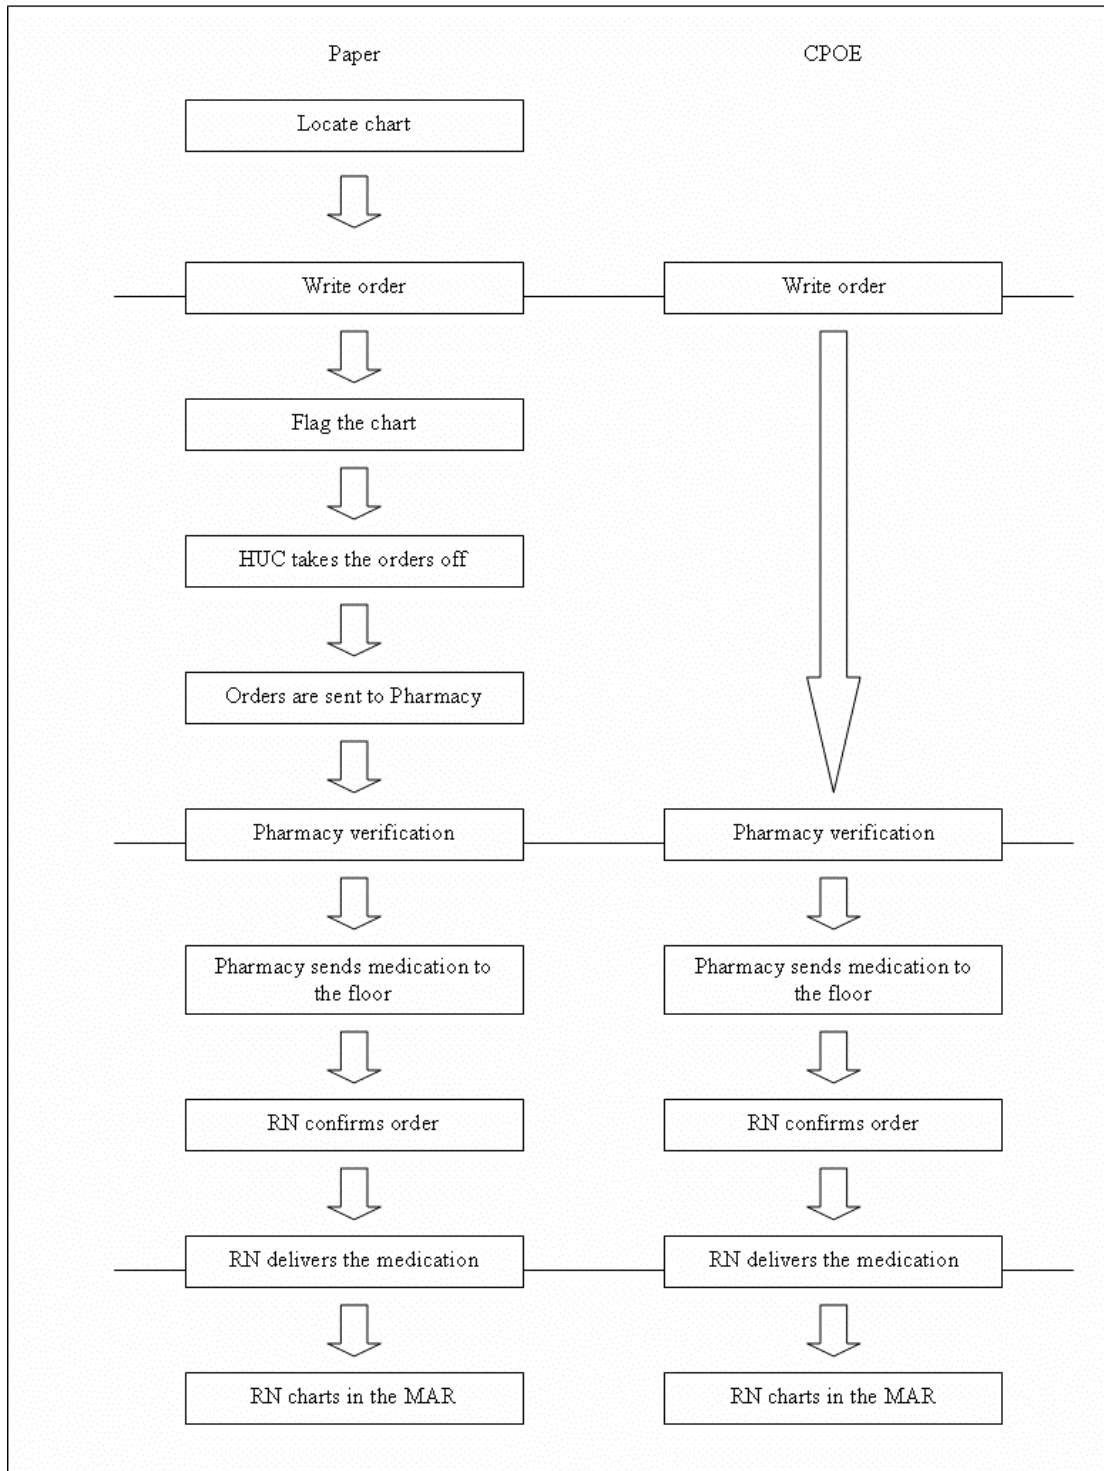 Paper
CPOE
Locate chart
Write order
Write order
Flag the chart
HUC takes the orders off
Orders are sent to Pharmacy
Pharmacy verification
Pharmacy verification
Pharmacy sends medication to
the floor
Pharmacy sends medication to
the floor
RN confirms order
RN confirms order
RN delivers the medication
RN delivers the medication
RN charts in the MAR
RN charts in the MAR